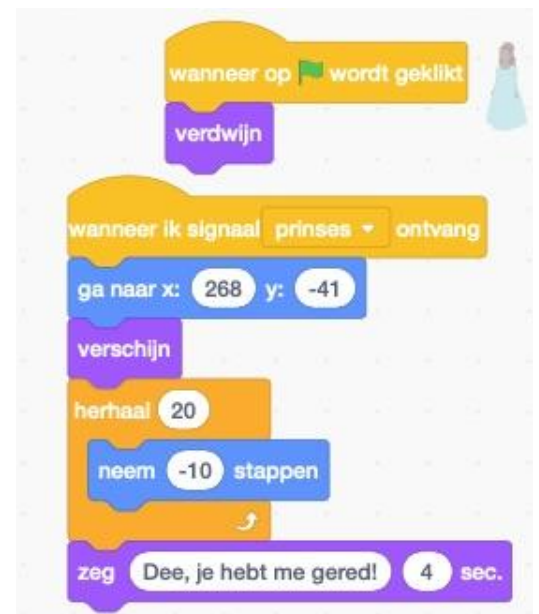 wanneer op wordt geklikt
verdwijn
wanneer ik signaal prinses ontvang
ga naar x: 268 y: -41
verschijn
herhaal 20
neem -10 stappen
zeg Dee, je hebt me gered! 4 sec.